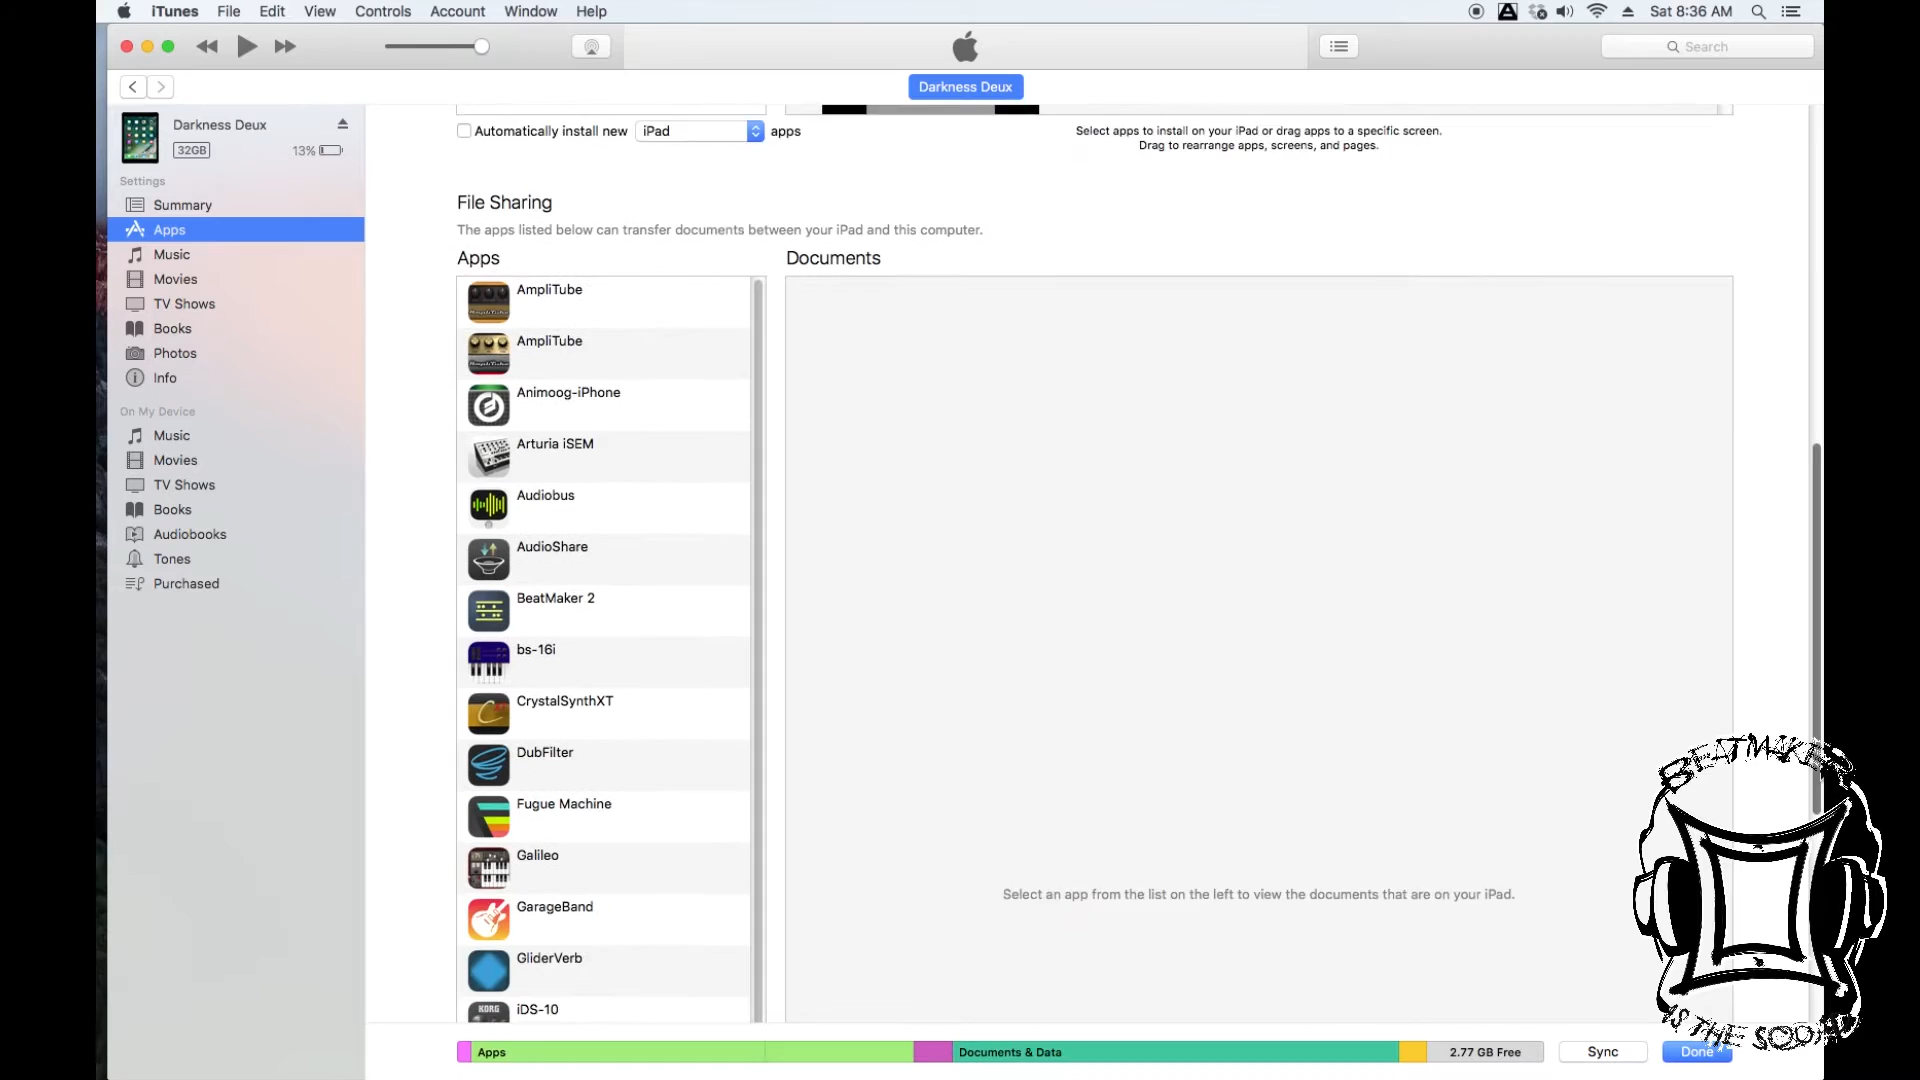 iTunes File Edit View Controls Account Window Help Sat 8:36 AM
Search
Darkness Deux
Darkness Deux
32GB 13%
Automatically install new iPad apps
Select apps to install on your iPad or drag apps to a specific screen.
Drag to rearrange apps, screens, and pages.
Settings
Summary
Apps
Music
Movies
TV Shows
Books
Photos
Info
On My Device
Music
Movies
TV Shows
Books
Audiobooks
Tones
Purchased
File Sharing
The apps listed below can transfer documents between your iPad and this computer.
Apps
AmpliTube
AmpliTube
Animoog-iPhone
Arturia iSEM
Audiobus
AudioShare
BeatMaker 2
bs-16i
CrystalSynthXT
DubFilter
Fugue Machine
Galileo
GarageBand
GliderVerb
KORG
iDS-10
Documents
Select an app from the list on the left to view the documents that are on your iPad.
Apps Documents & Data 2.77 GB Free Sync Done
BEATMAKER
IS THE